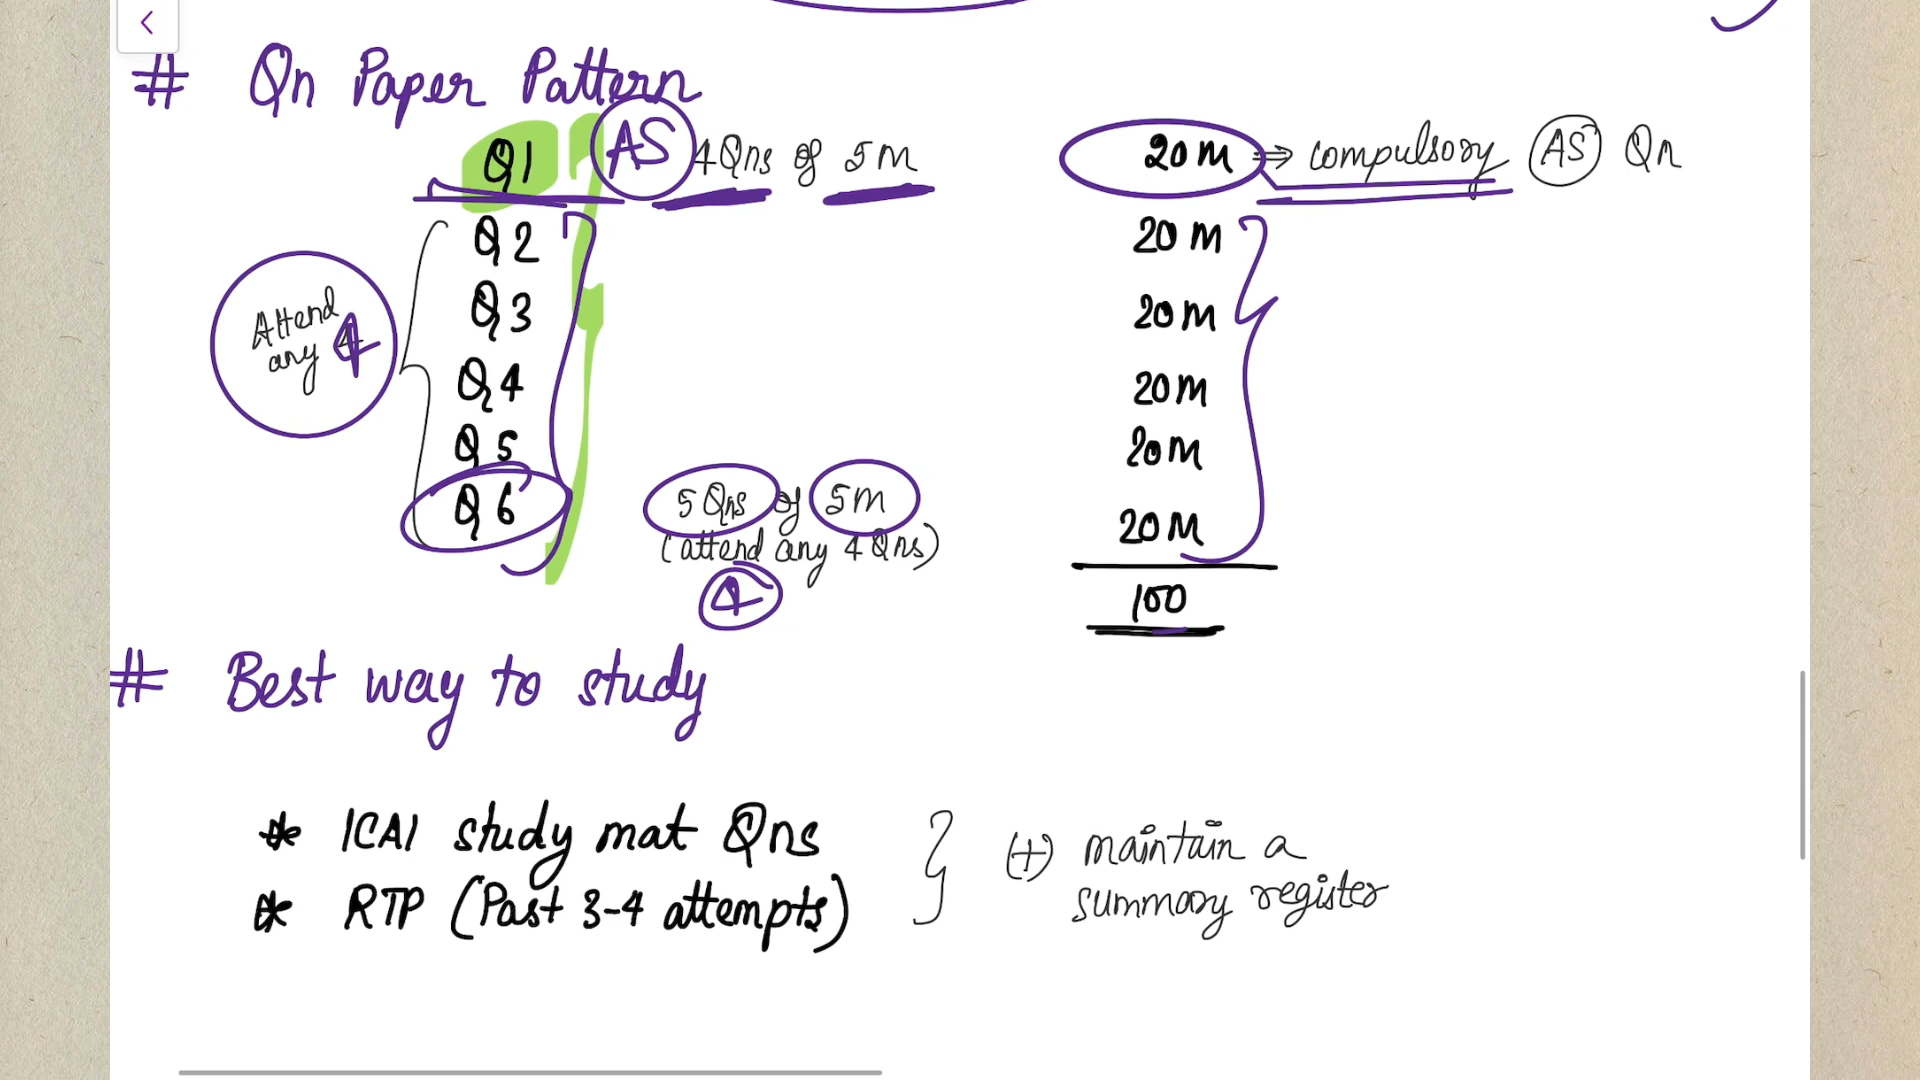 # Qn Paper Pattern
Q1 AS 4Qns of 5M 20M ⇒ compulsory AS Qn
Q2 20M
Attend any 4
Q3 20M
Q4 20M
Q5 20M
Q6 5 Qns of 5M 20M
(attend any 4 Qns)
4
100
# Best way to study
* ICAI study mat Qns
* RTP (Past 3-4 attempts)
(+) maintain a
summary register